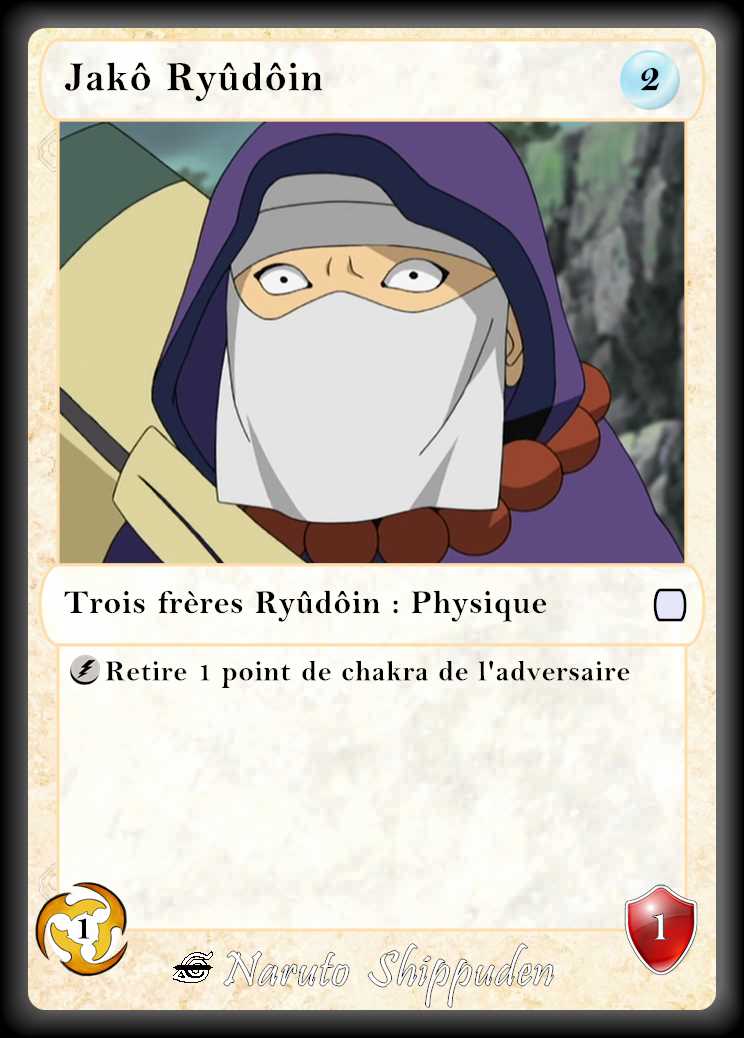 Jakô Ryûdôin
2
Trois frères Ryûdôin : Physique
Retire 1 point de chakra de l'adversaire
1
1
Naruto Shippuden